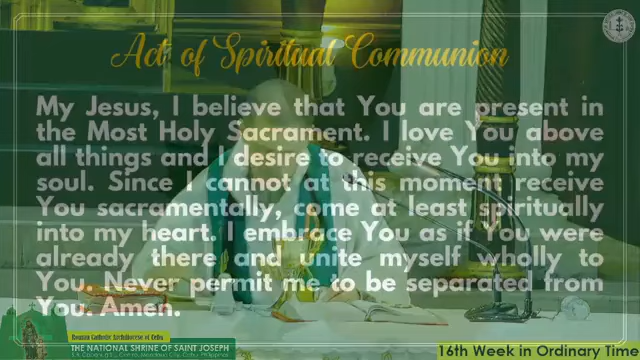 Act of Spiritual Communion
My Jesus, I believe that You are present in
the Most Holy Sacrament. I love You above
all things and I desire to receive You into my
soul. Since I cannot at this moment receive
You sacramentally, come at least spiritually
into my heart. I embrace You as if You were
already there and unite myself wholly to
You. Never permit me to be separated from
You. Amen.
Roman Catholic Archdiocese of Cebu
THE NATIONAL SHRINE OF SAINT JOSEPH
16th Week in Ordinary Time